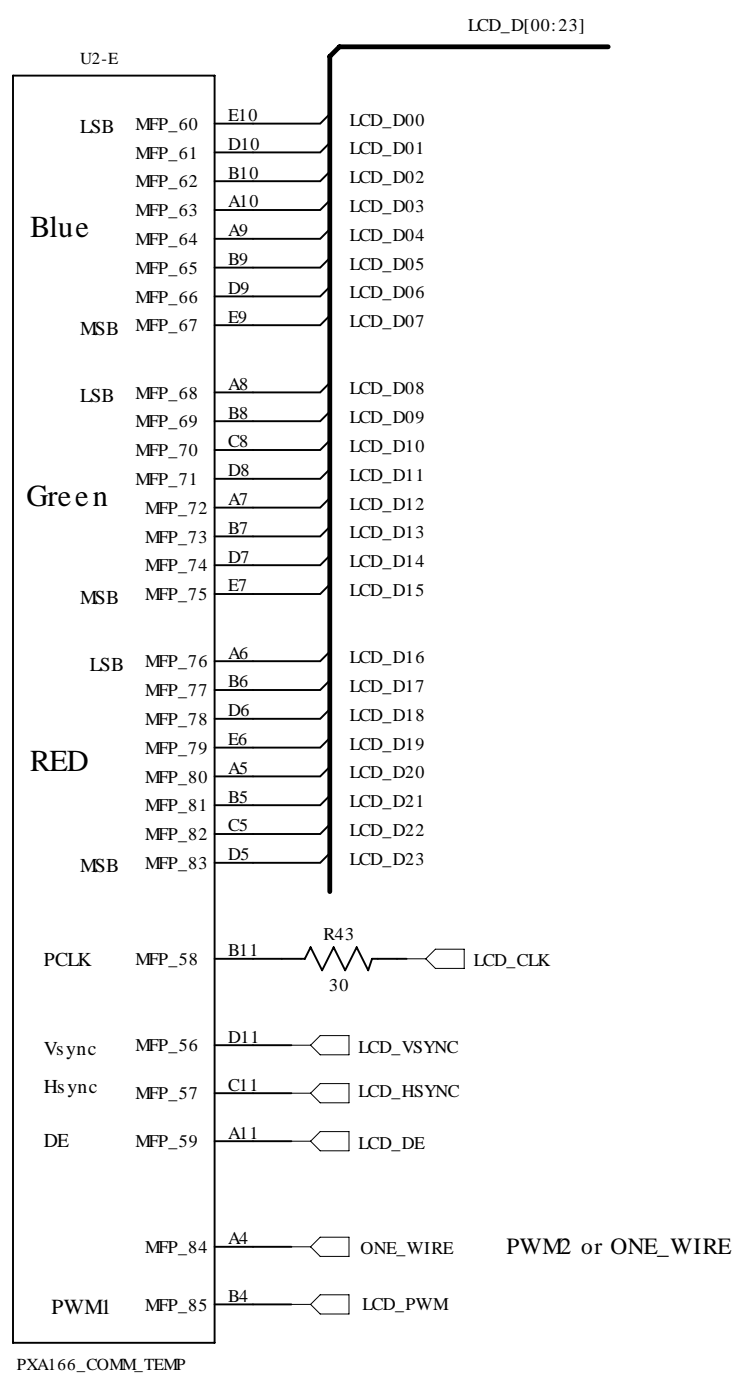 LCD_D[00:23]
U2-E
LSB MFP_60 E10 LCD_D00
MFP_61 D10 LCD_D01
MFP_62 B10 LCD_D02
MFP_63 A10 LCD_D03
Blue MFP_64 A9 LCD_D04
MFP_65 B9 LCD_D05
MFP_66 D9 LCD_D06
MSB MFP_67 E9 LCD_D07
LSB MFP_68 A8 LCD_D08
MFP_69 B8 LCD_D09
MFP_70 C8 LCD_D10
MFP_71 D8 LCD_D11
Green MFP_72 A7 LCD_D12
MFP_73 B7 LCD_D13
MFP_74 D7 LCD_D14
MSB MFP_75 E7 LCD_D15
LSB MFP_76 A6 LCD_D16
MFP_77 B6 LCD_D17
MFP_78 D6 LCD_D18
MFP_79 E6 LCD_D19
RED MFP_80 A5 LCD_D20
MFP_81 B5 LCD_D21
MFP_82 C5 LCD_D22
MSB MFP_83 D5 LCD_D23
R43
PCLK MFP_58 B11 LCD_CLK
30
Vsync MFP_56 D11 LCD_VSYNC
Hsync MFP_57 C11 LCD_HSYNC
DE MFP_59 A11 LCD_DE
MFP_84 A4 ONE_WIRE PWM2 or ONE_WIRE
PWM1 MFP_85 B4 LCD_PWM
PXA166_COMM_TEMP